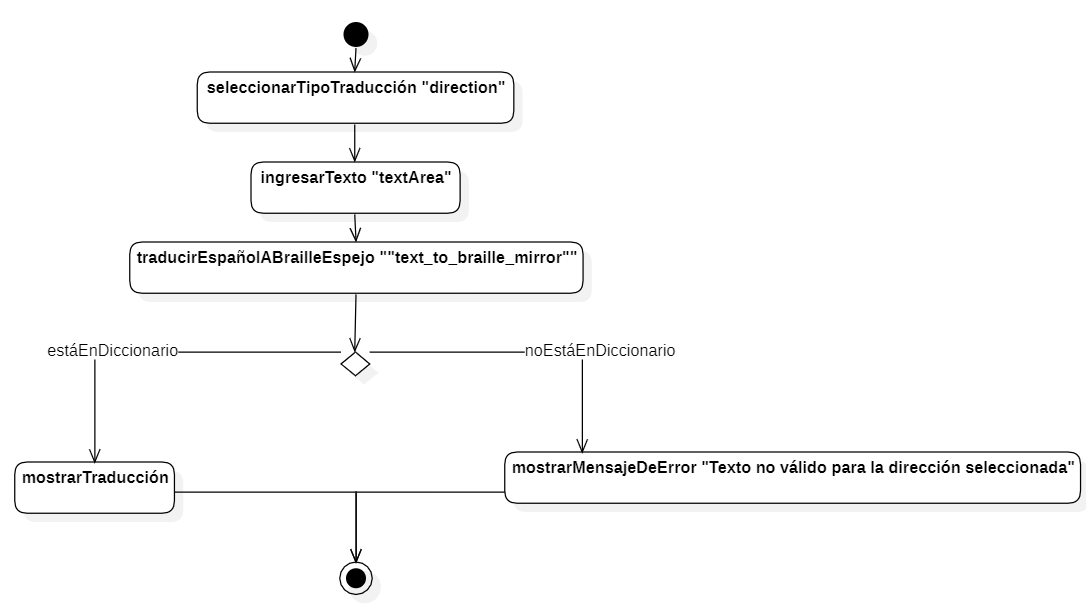 seleccionarTipoTraducción "direction"
ingresarTexto "textArea"
traducirEspañolABrailleEspejo ""text_to_braille_mirror""
estáEnDiccionario
noEstáEnDiccionario
mostrarTraducción
mostrarMensajeDeError "Texto no válido para la dirección seleccionada"